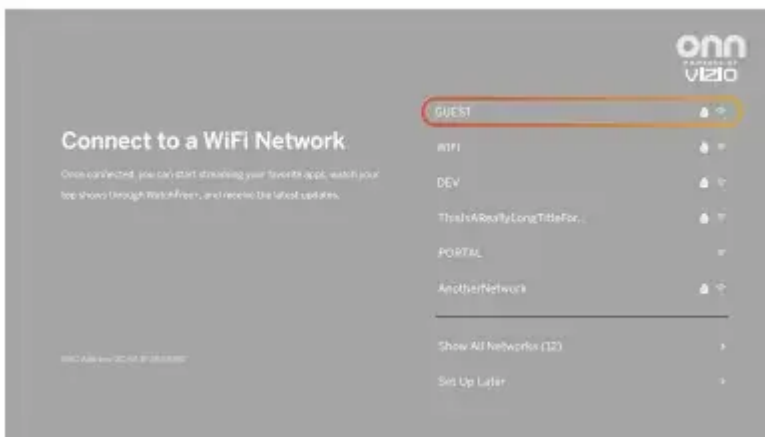 onn
POWERED BY
VIZIO
Connect to a WiFi Network
Once connected, you can start streaming your favorite apps, watch your
top shows through WatchFree+, and receive the latest updates.
GUEST
WIFI
DEV
ThisIsAReallyLongTitleFor...
PORTAL
AnotherNetwork
Show All Networks (12)
Set Up Later
MAC Address: